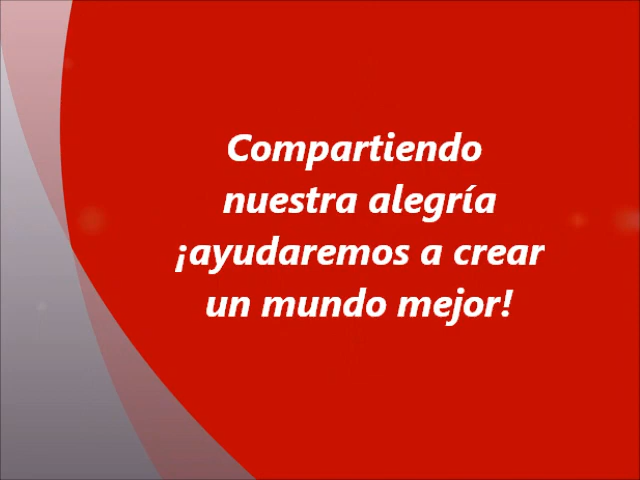 Compartiendo
nuestra alegría
¡ayudaremos a crear
un mundo mejor!